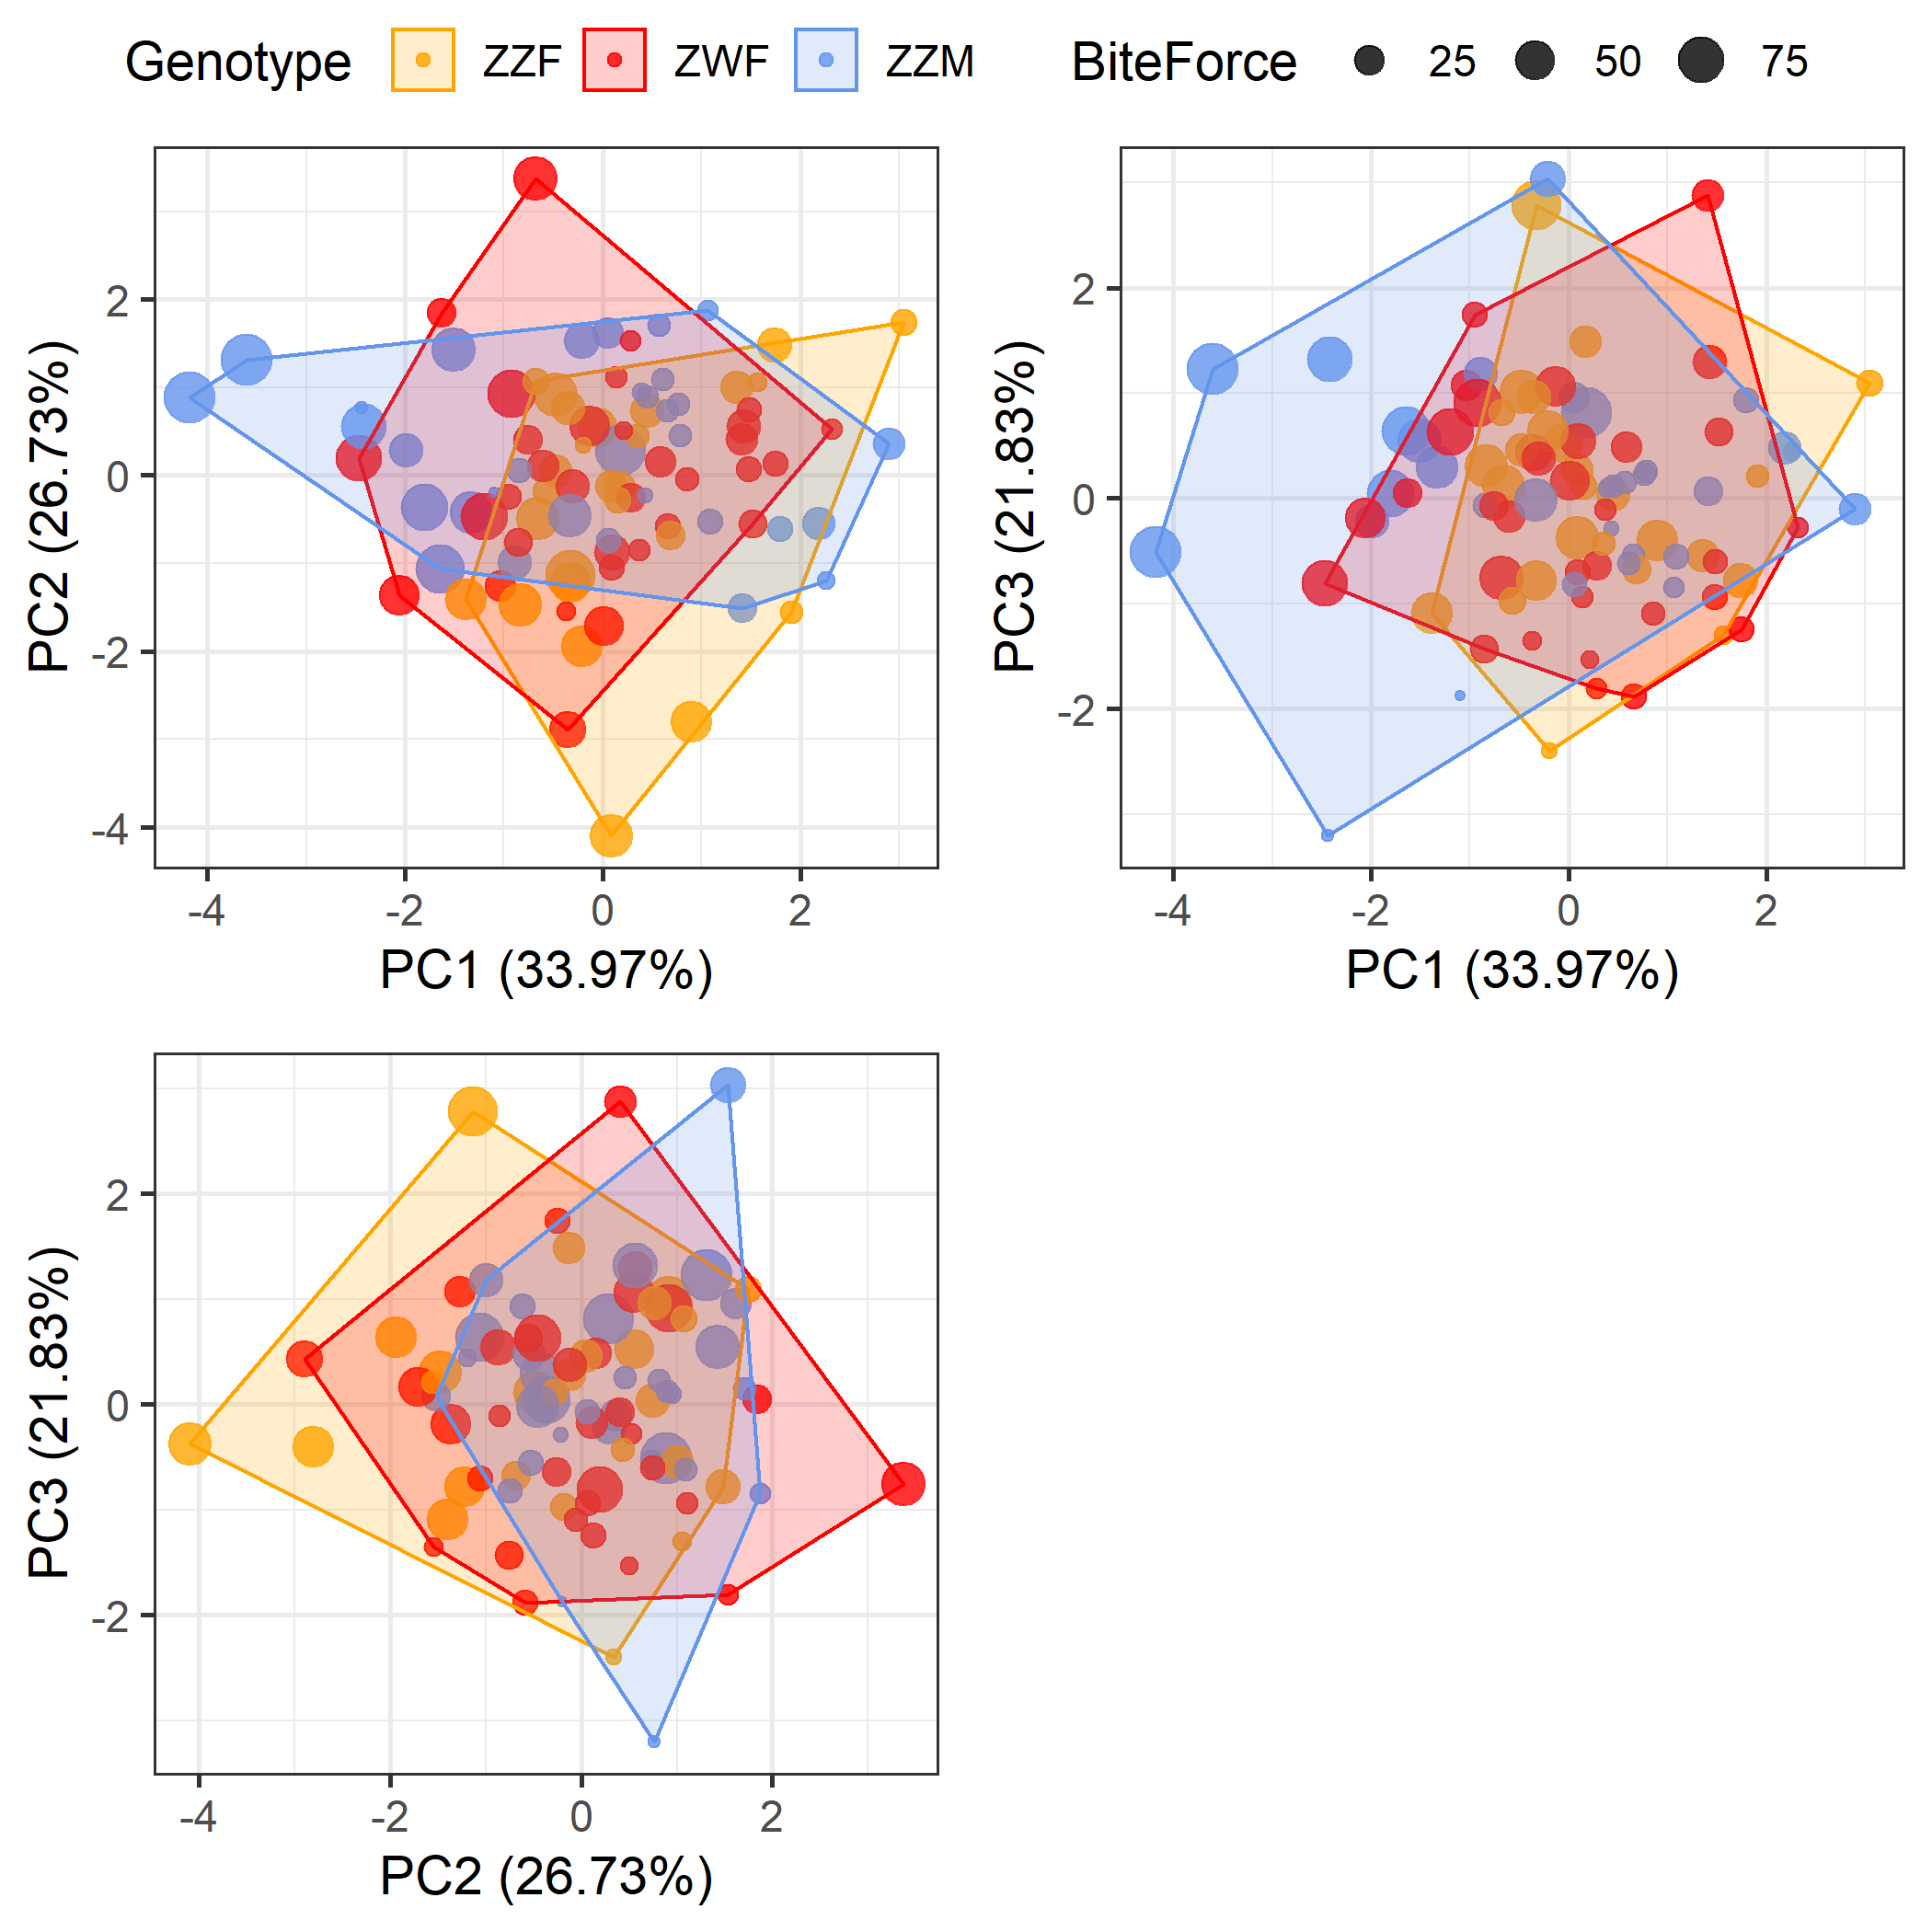 Genotype ZZF ZWF ZZM BiteForce 25 50 75
2
0
-2
-4
PC2 (26.73%)
-4 -2 0 2
PC1 (33.97%)
2
0
-2
PC3 (21.83%)
-4 -2 0 2
PC1 (33.97%)
2
0
-2
PC3 (21.83%)
-4 -2 0 2
PC2 (26.73%)